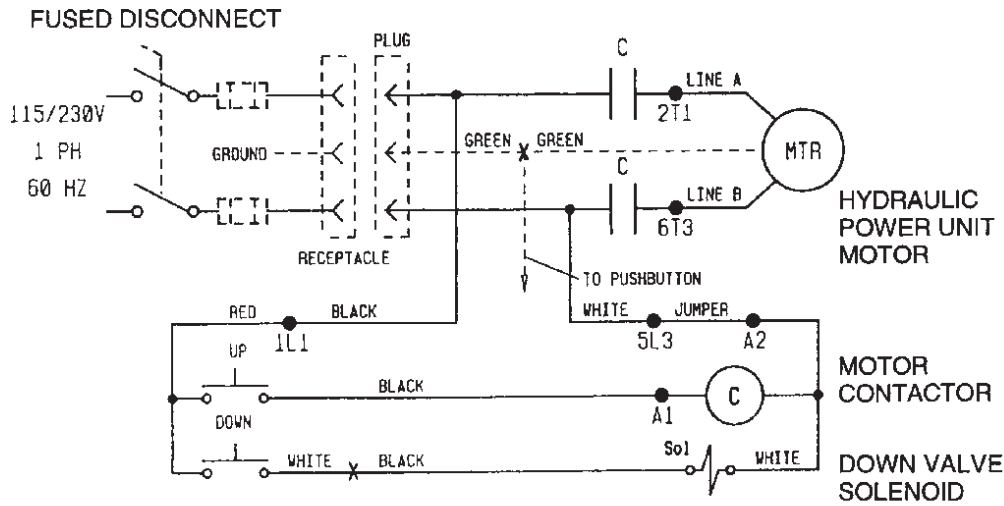 FUSED DISCONNECT
PLUG
C
LINE A
2T1
115/230V
1 PH
60 HZ
GROUND
GREEN
GREEN
MTR
C
LINE B
6T3
HYDRAULIC
POWER UNIT
MOTOR
RECEPTACLE
TO PUSHBUTTON
RED
BLACK
WHITE
JUMPER
1L1
5L3
A2
UP
BLACK
A1
C
MOTOR
CONTACTOR
DOWN
WHITE
BLACK
Sol
WHITE
DOWN VALVE
SOLENOID